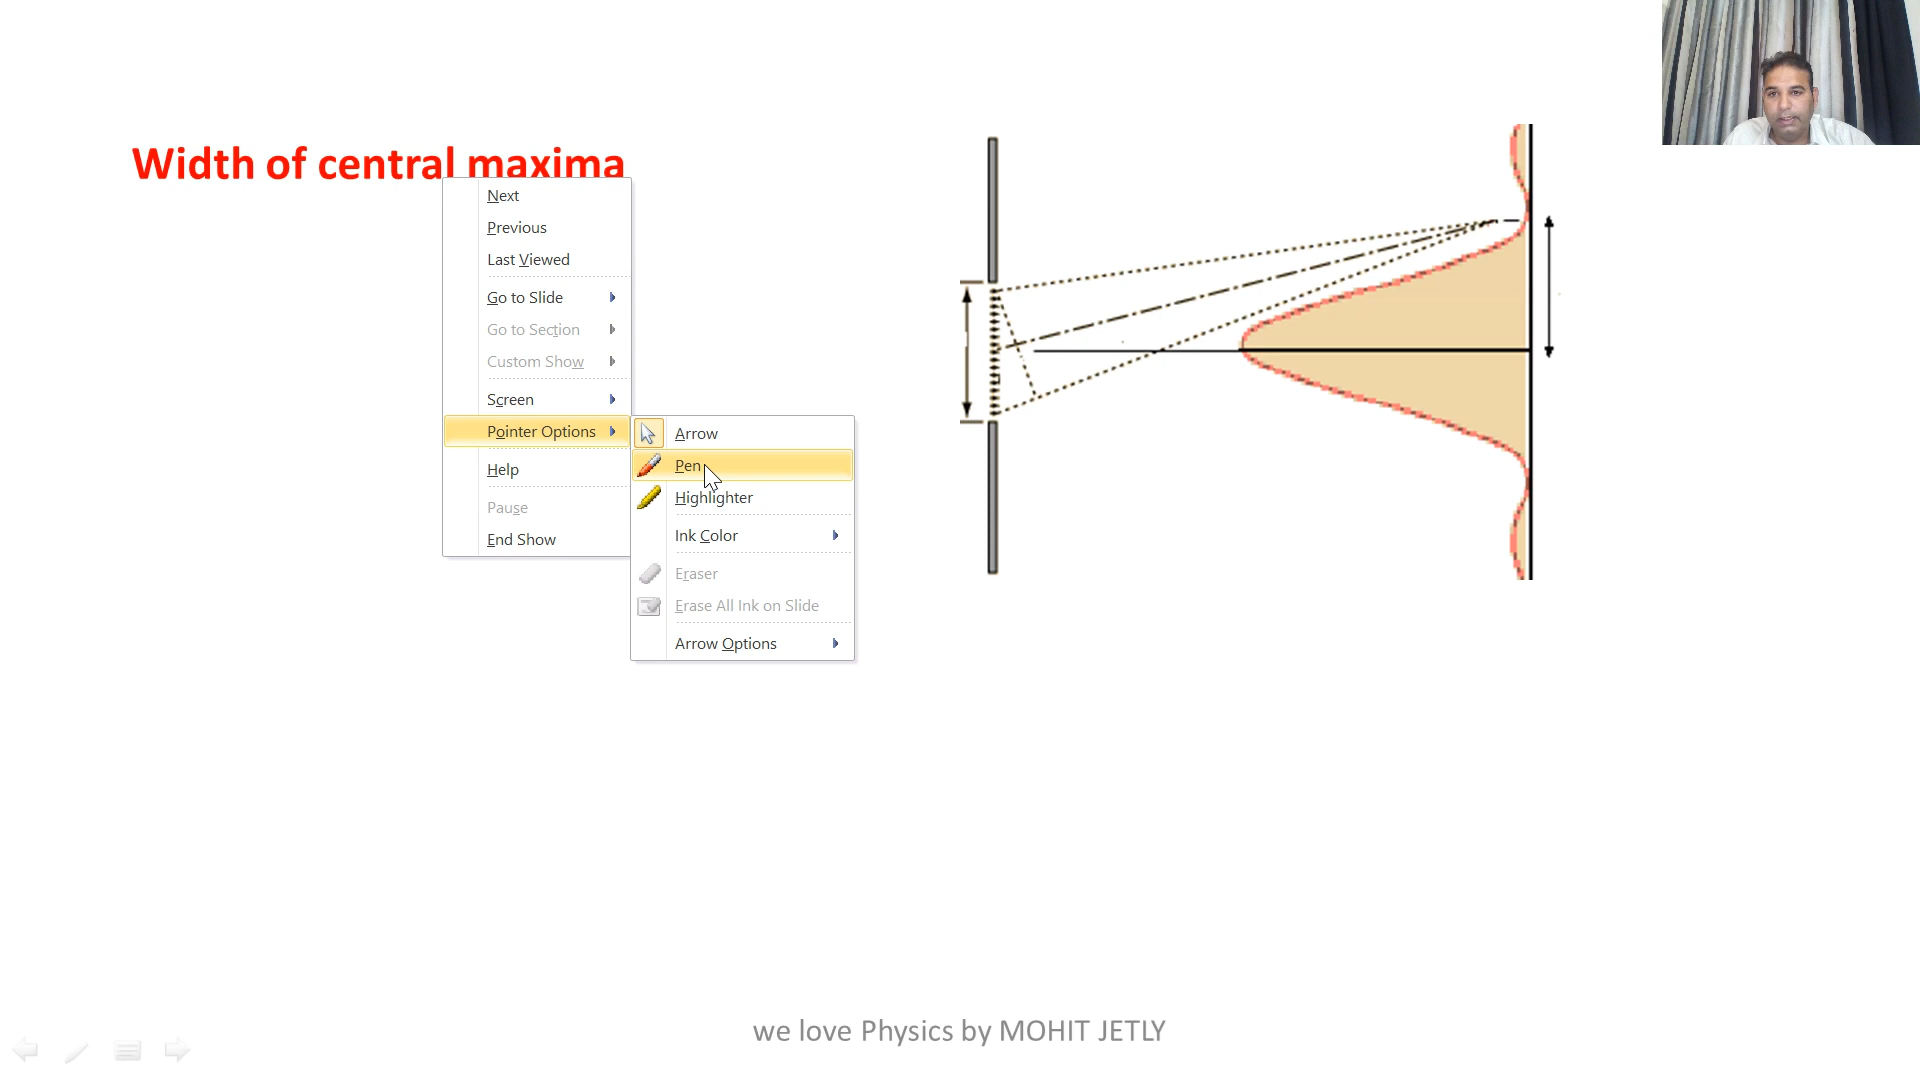 Width of central maxima
Next
Previous
Last Viewed
Go to Slide
Go to Section
Custom Show
Screen
Pointer Options
Help
Pause
End Show
Arrow
Pen
Highlighter
Ink Color
Eraser
Erase All Ink on Slide
Arrow Options
we love Physics by MOHIT JETLY